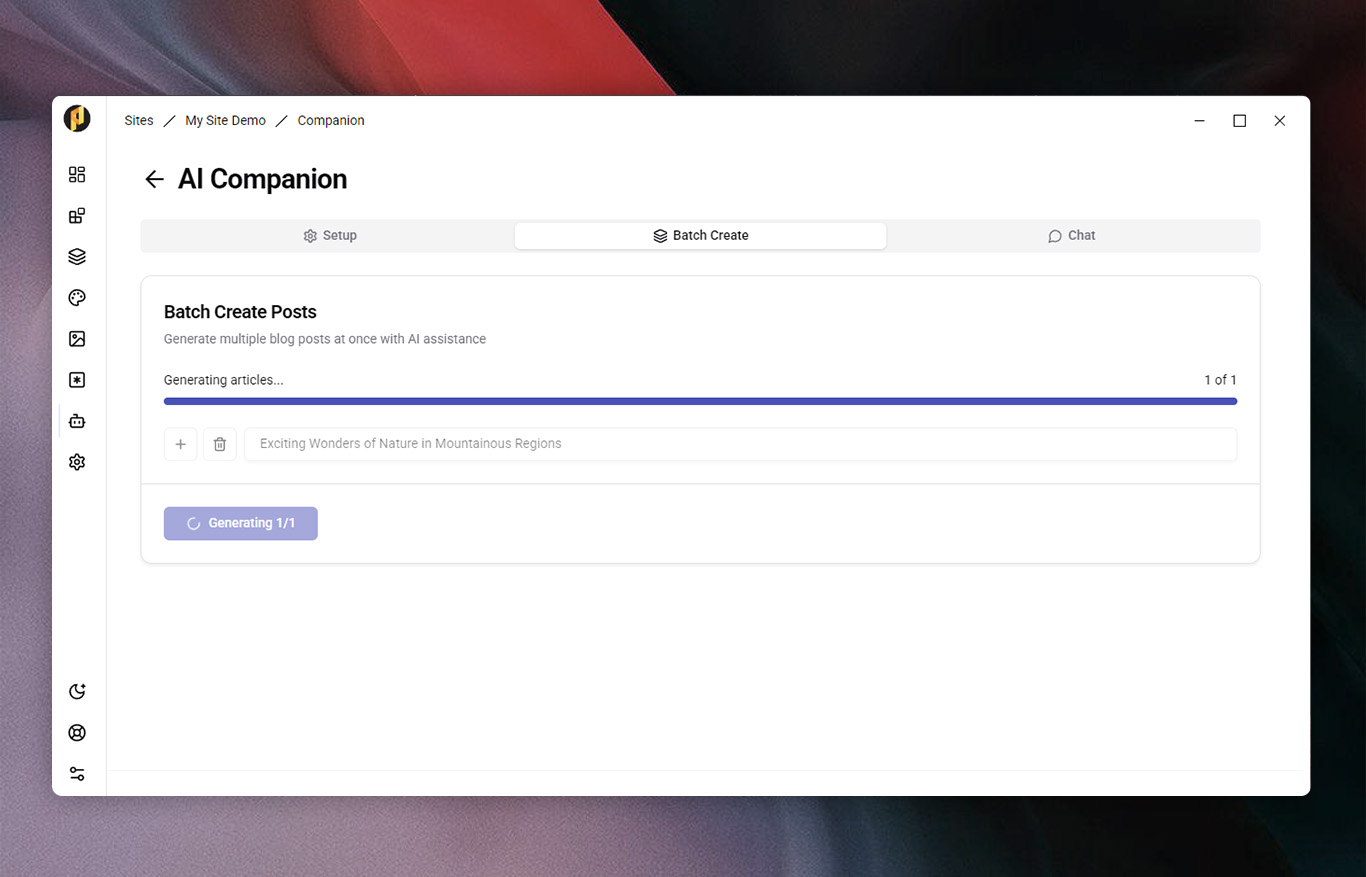 Sites / My Site Demo / Companion
AI Companion
Setup
Batch Create
Chat
Batch Create Posts
Generate multiple blog posts at once with AI assistance
Generating articles...
1 of 1
Exciting Wonders of Nature in Mountainous Regions
Generating 1/1